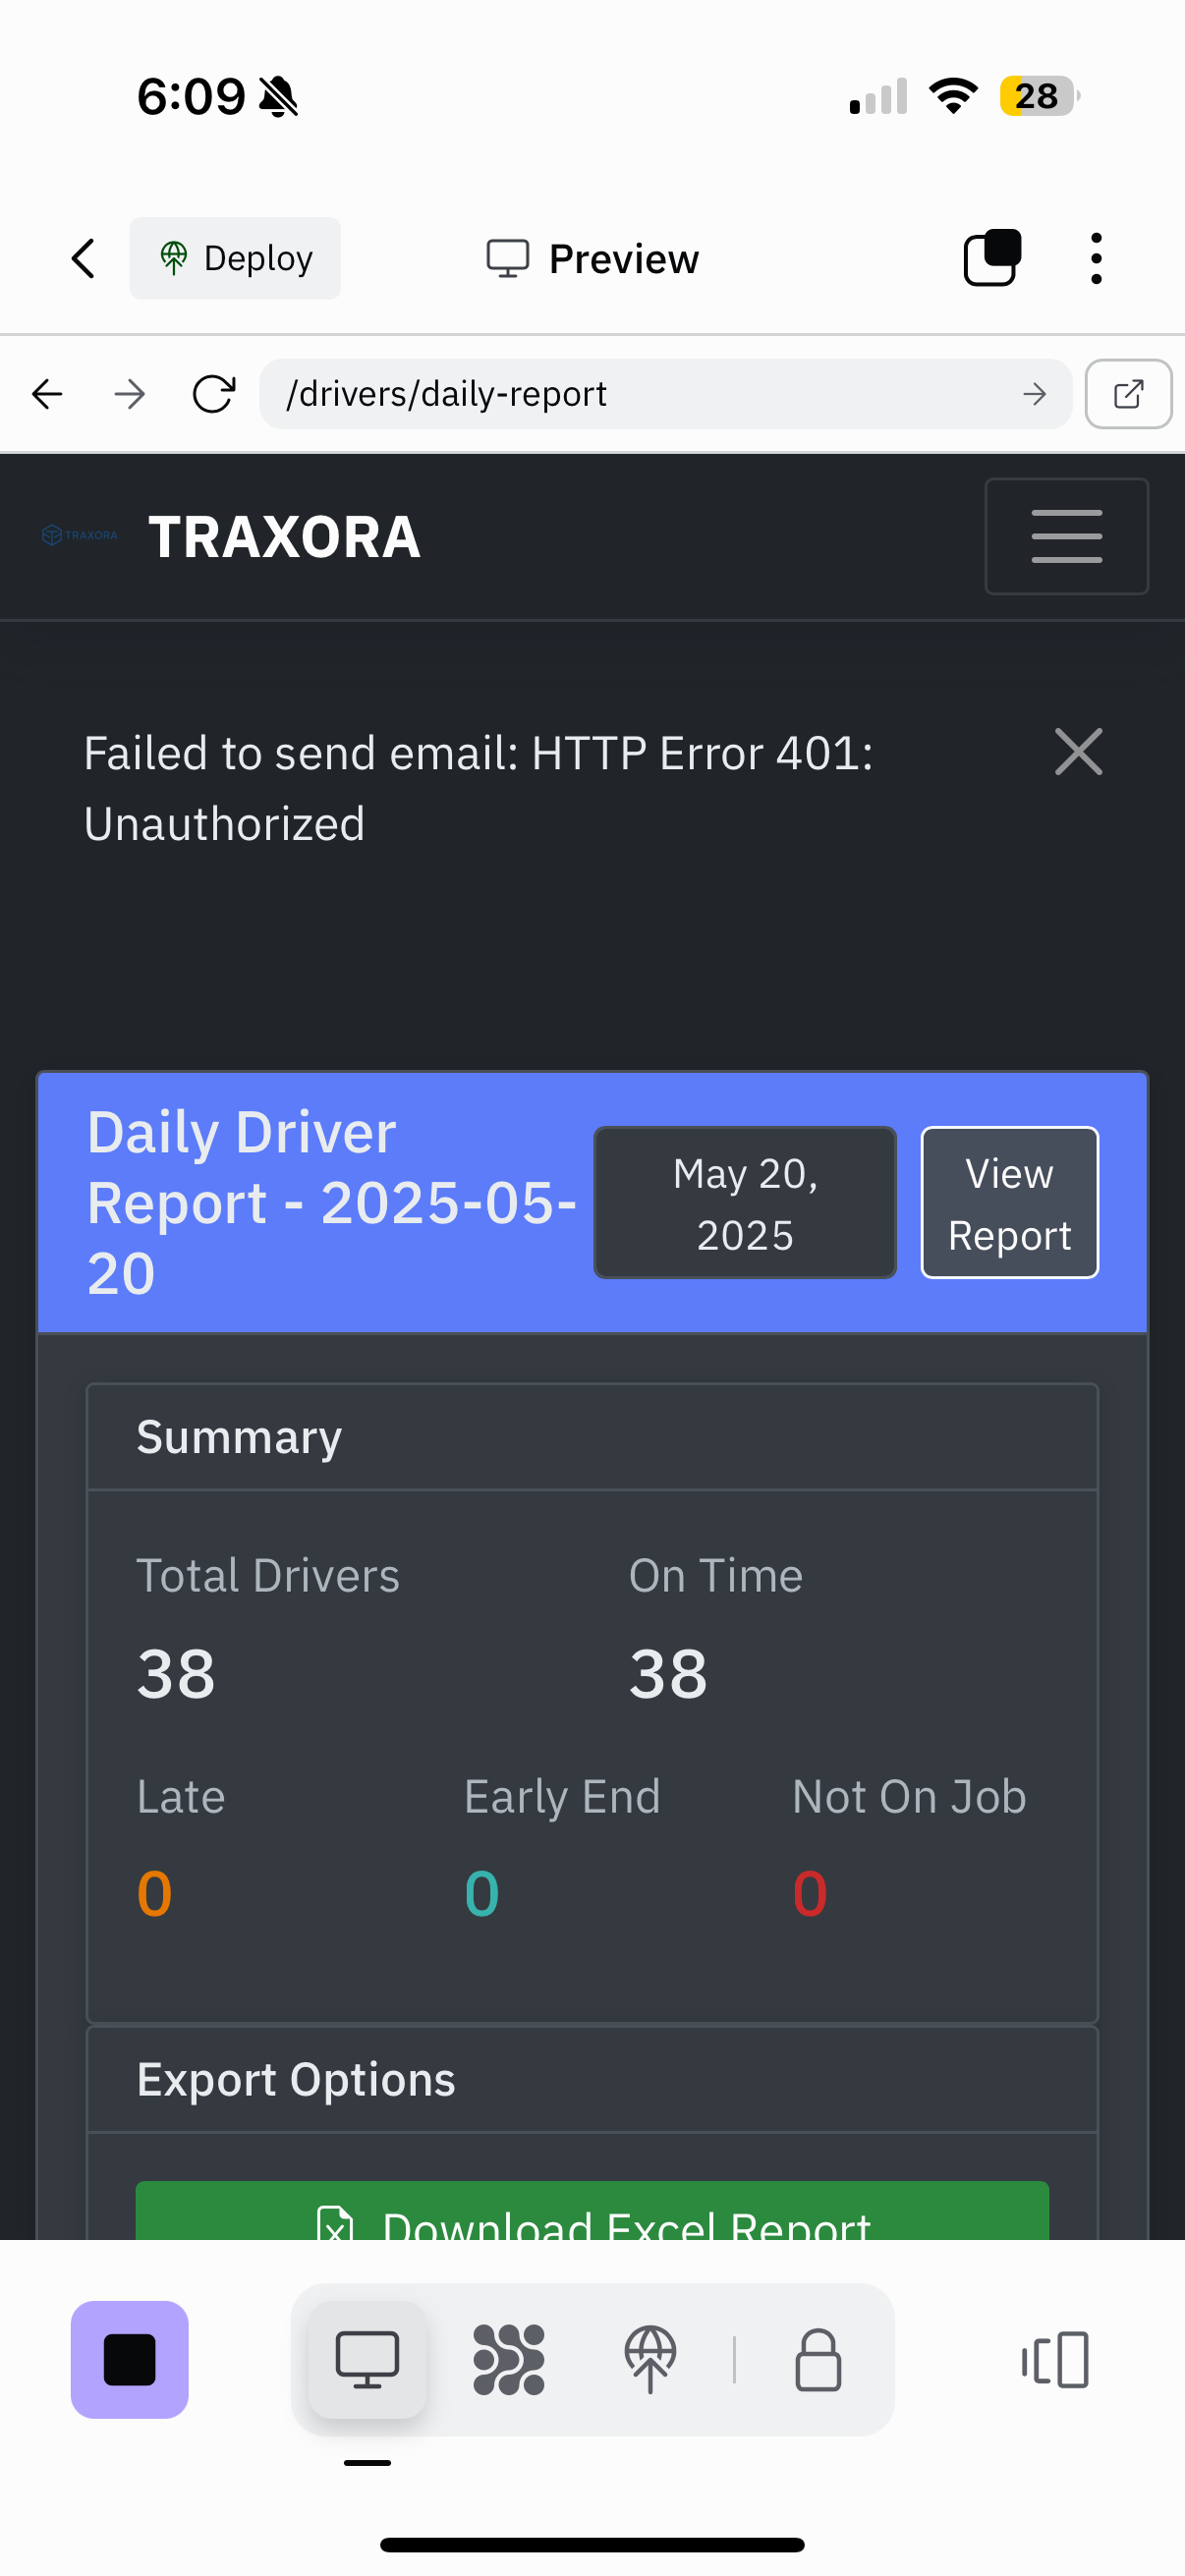 6:09
28
Deploy
Preview
/drivers/daily-report
TRAXORA
TRAXORA
Failed to send email: HTTP Error 401:
Unauthorized
Daily Driver
Report - 2025-05-
20
May 20,
2025
View
Report
Summary
Total Drivers
On Time
38
38
Late
Early End
Not On Job
0
0
0
Export Options
Download Excel Report